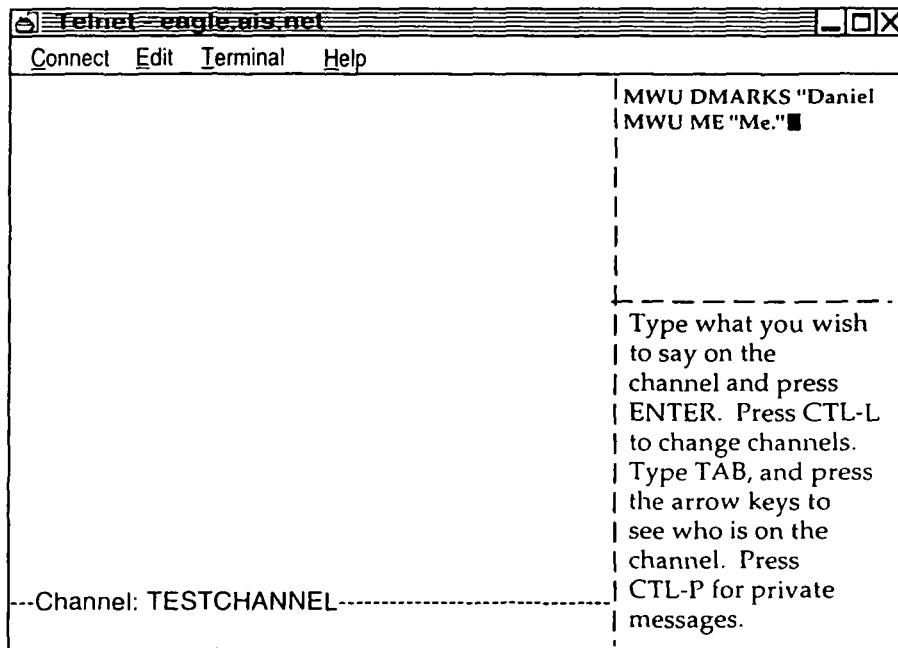 Telnet - eagle.ais.net
Connect Edit Terminal Help
MWU DMARKS "Daniel
MWU ME "Me."
Type what you wish
to say on the
channel and press
ENTER. Press CTL-L
to change channels.
Type TAB, and press
the arrow keys to
see who is on the
channel. Press
CTL-P for private
messages.
---Channel: TESTCHANNEL---------------------------